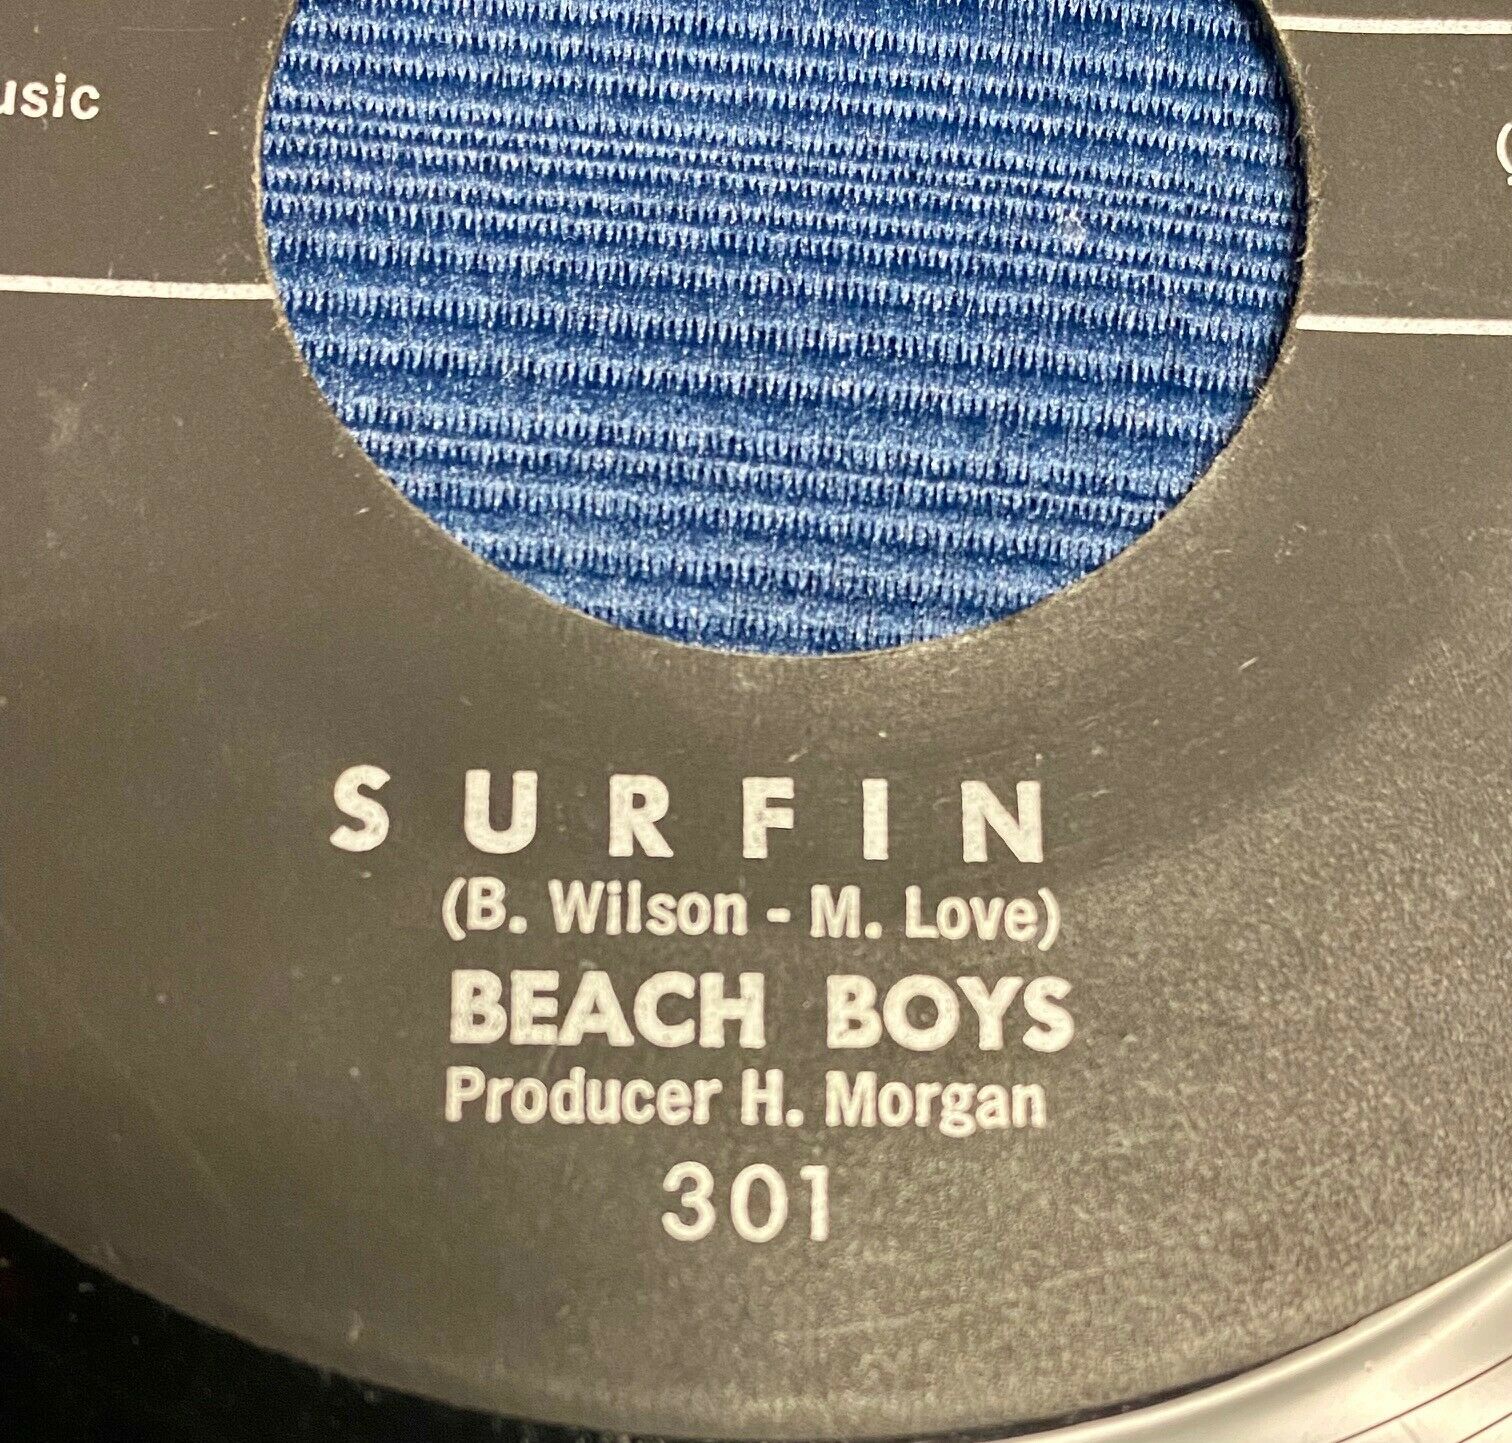 SURFIN
(B. Wilson - M. Love)
BEACH BOYS
Producer H. Morgan
301